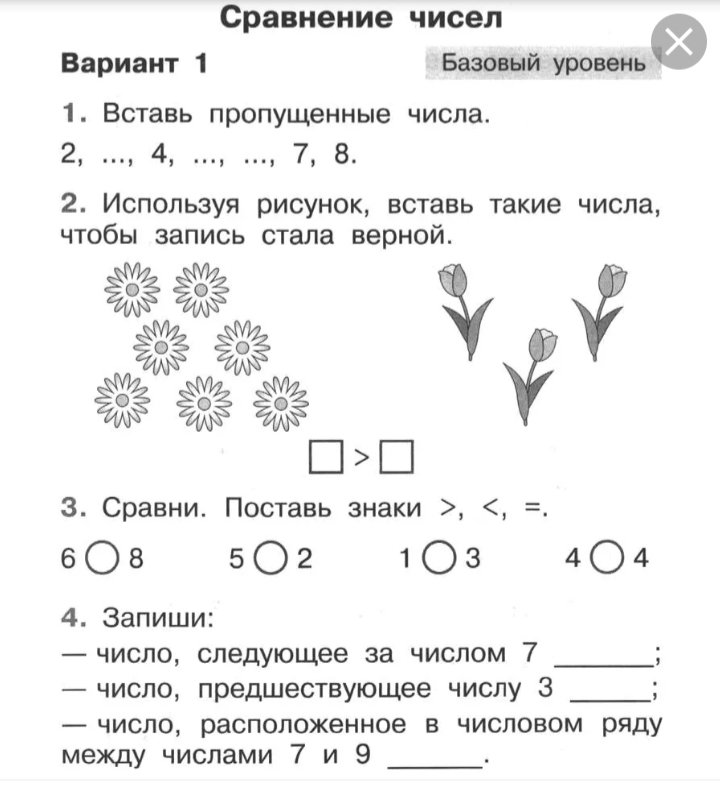 Сравнение чисел
Вариант 1
Базовый уровень
1. Вставь пропущенные числа.
2, ..., 4, ..., ..., 7, 8.
2. Используя рисунок, вставь такие числа,
чтобы запись стала верной.
□ > □
3. Сравни. Поставь знаки >, <, =.
6 ◯ 8 5 ◯ 2 1 ◯ 3 4 ◯ 4
4. Запиши:
— число, следующее за числом 7 ______;
— число, предшествующее числу 3 _____;
— число, расположенное в числовом ряду
между числами 7 и 9 ______.